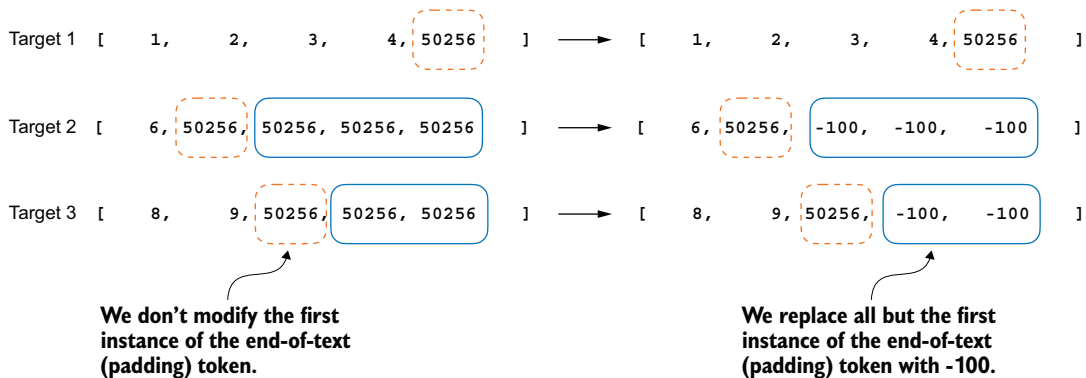 Target 1 [ 1, 2, 3, 4, 50256 ] [ 1, 2, 3, 4, 50256 ]
Target 2 [ 6, 50256, 50256, 50256, 50256 ] [ 6, 50256, -100, -100, -100 ]
Target 3 [ 8, 9, 50256, 50256, 50256 ] [ 8, 9, 50256, -100, -100 ]
We don't modify the first
instance of the end-of-text
(padding) token.
We replace all but the first
instance of the end-of-text
(padding) token with -100.